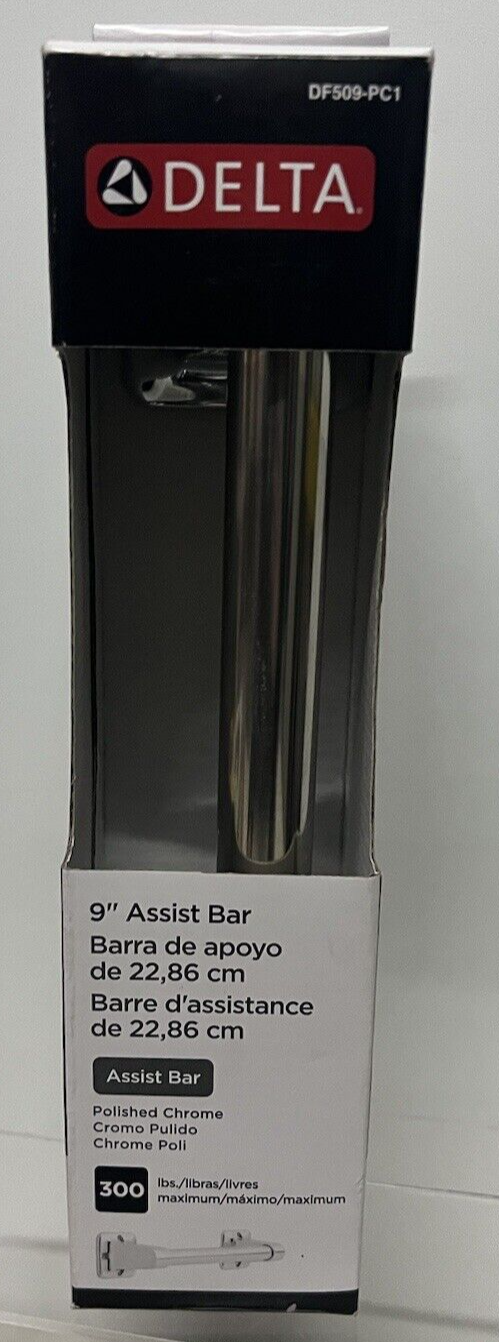 DF509-PC1
DELTA
9" Assist Bar
Barra de apoyo
de 22,86 cm
Barre d'assistance
de 22,86 cm
Assist Bar
Polished Chrome
Cromo Pulido
Chrome Poli
300 lbs./libras/livres
maximum/máximo/maximum